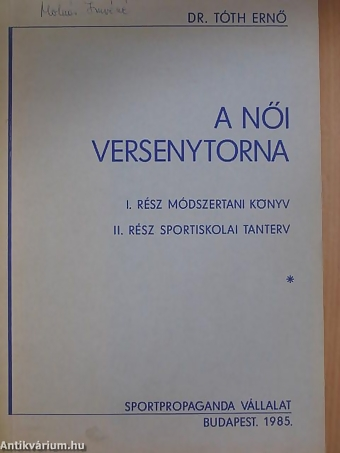 DR. TÓTH ERNŐ
A NŐI
VERSENYTORNA
I. RÉSZ MÓDSZERTANI KÖNYV
II. RÉSZ SPORTISKOLAI TANTERV
*
SPORTPROPAGANDA VÁLLALAT
BUDAPEST. 1985.
Antikvárium.hu